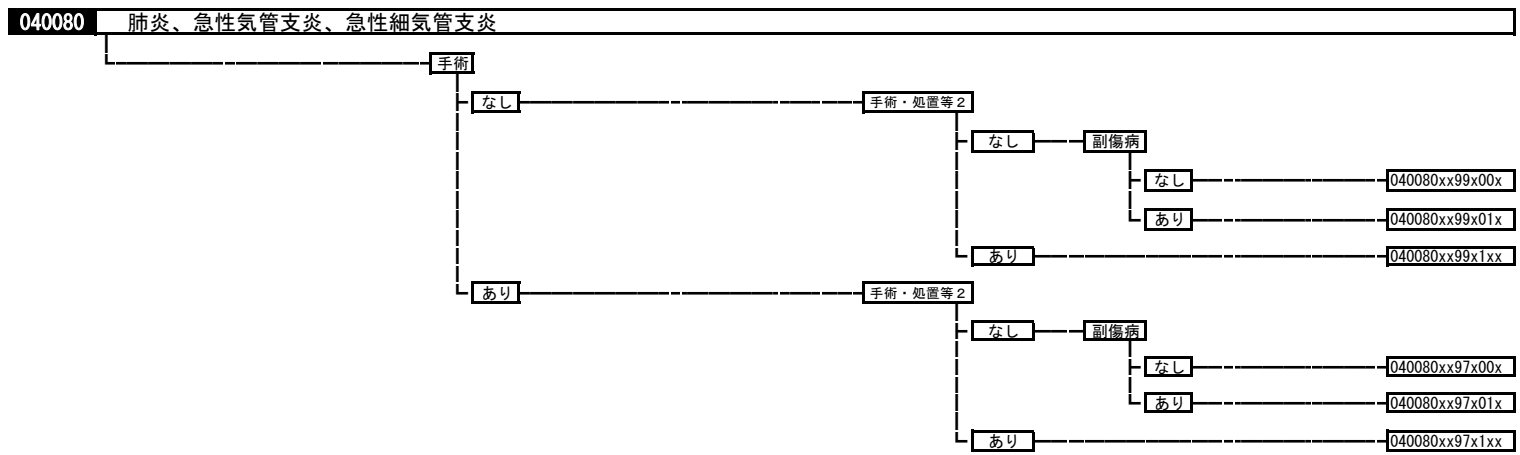 040080 肺炎、急性気管支炎、急性細気管支炎
手術
なし 手術・処置等2
なし 副傷病
なし 040080xx99x00x
あり 040080xx99x01x
あり 040080xx99x1xx
あり 手術・処置等2
なし 副傷病
なし 040080xx97x00x
あり 040080xx97x01x
あり 040080xx97x1xx